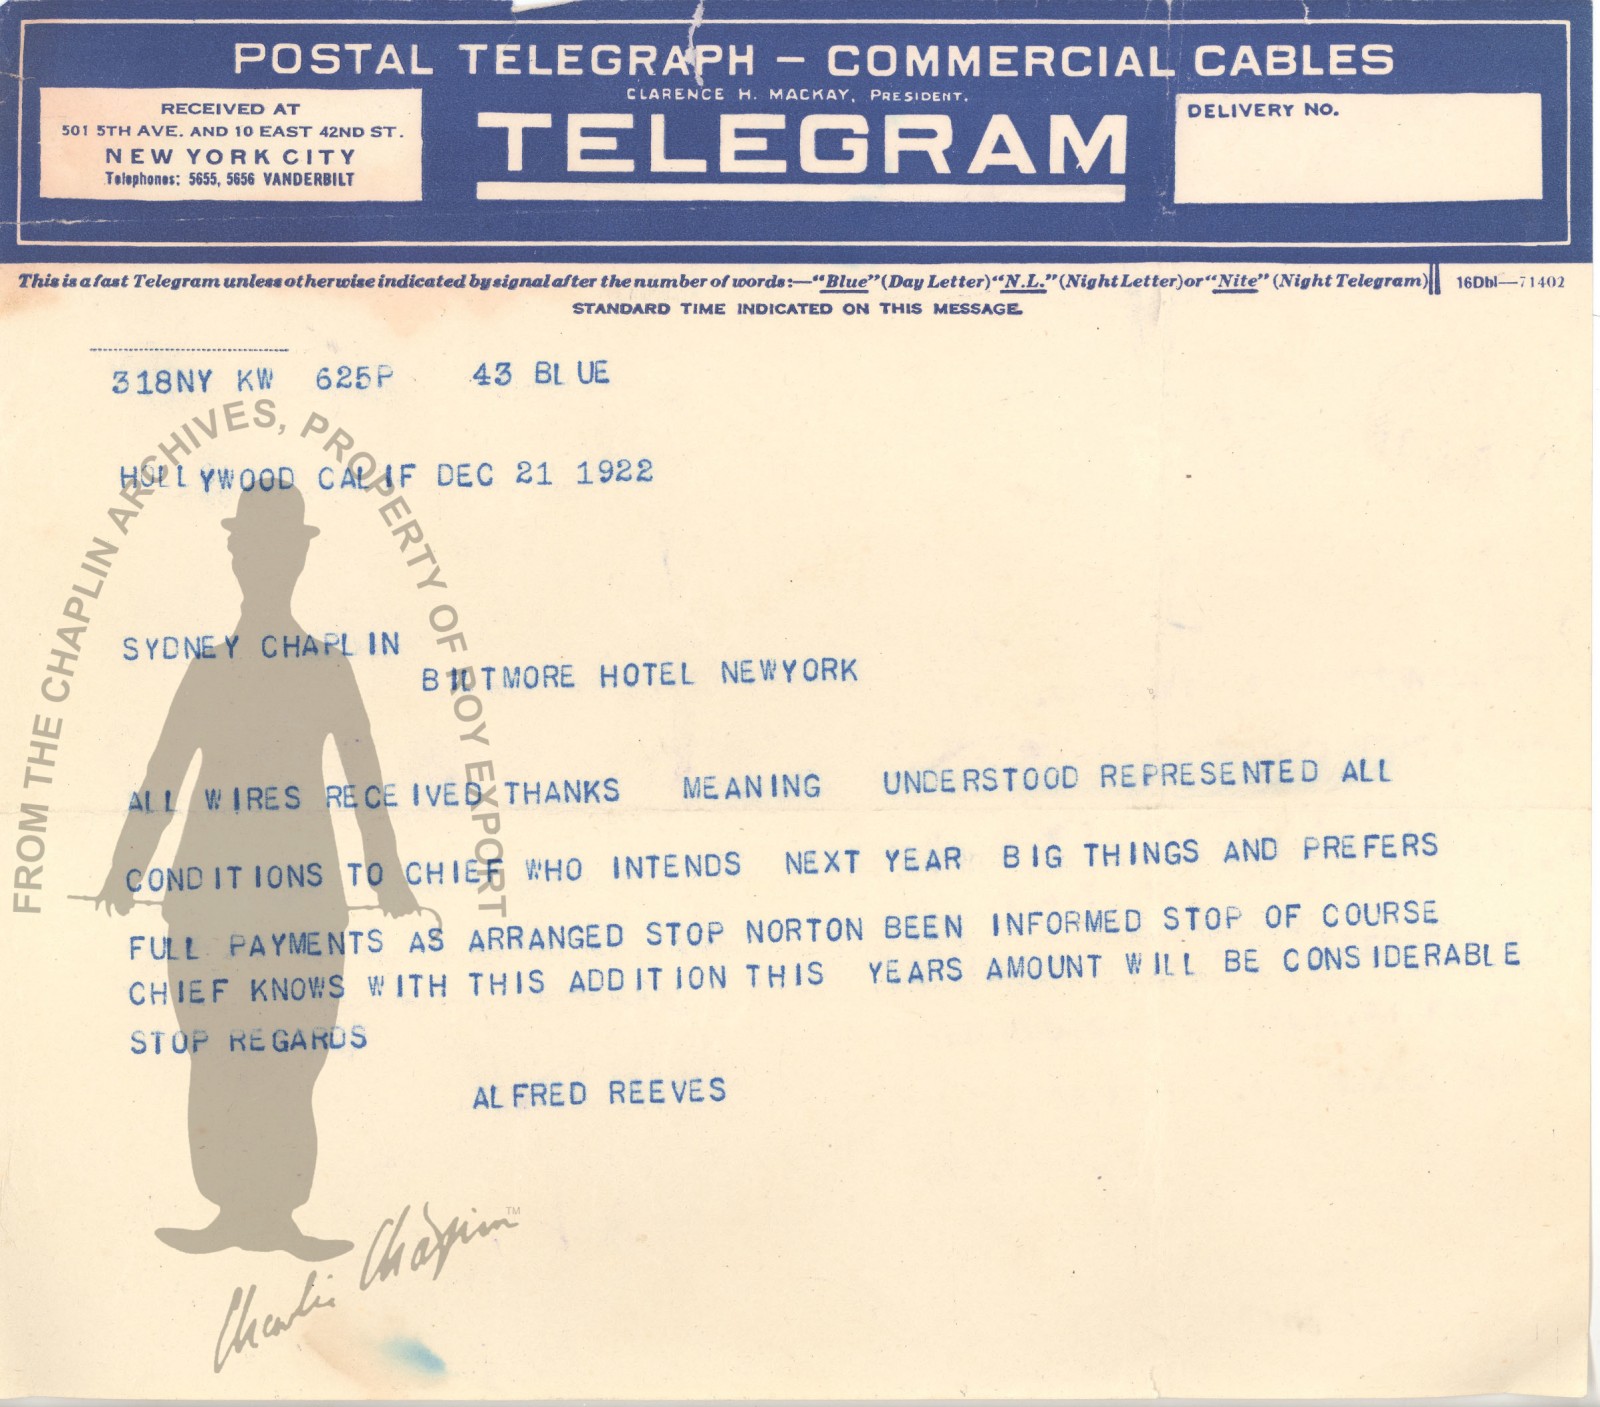 POSTAL TELEGRAPH – COMMERCIAL CABLES
CLARENCE H. MACKAY, PRESIDENT.
RECEIVED AT
501 5TH AVE. AND 10 EAST 42ND ST.
NEW YORK CITY
Telephones: 5655, 5656 VANDERBILT
TELEGRAM
DELIVERY NO.
This is a fast Telegram unless otherwise indicated by signal after the number of words:—"Blue" (Day Letter) "N.L." (Night Letter) or "Nite" (Night Telegram) 16Dbl—71402
STANDARD TIME INDICATED ON THIS MESSAGE.
318NY KW 625P 43 BLUE
HOLLYWOOD CALIF DEC 21 1922
SYDNEY CHAPLIN
BILTMORE HOTEL NEWYORK
ALL WIRES RECEIVED THANKS MEANING UNDERSTOOD REPRESENTED ALL
CONDITIONS TO CHIEF WHO INTENDS NEXT YEAR BIG THINGS AND PREFERS
FULL PAYMENTS AS ARRANGED STOP NORTON BEEN INFORMED STOP OF COURSE
CHIEF KNOWS WITH THIS ADDITION THIS YEARS AMOUNT WILL BE CONSIDERABLE
STOP REGARDS
ALFRED REEVES
FROM THE CHAPLIN ARCHIVES, PROPERTY OF ROY EXPORT
Charlie Chaplin TM